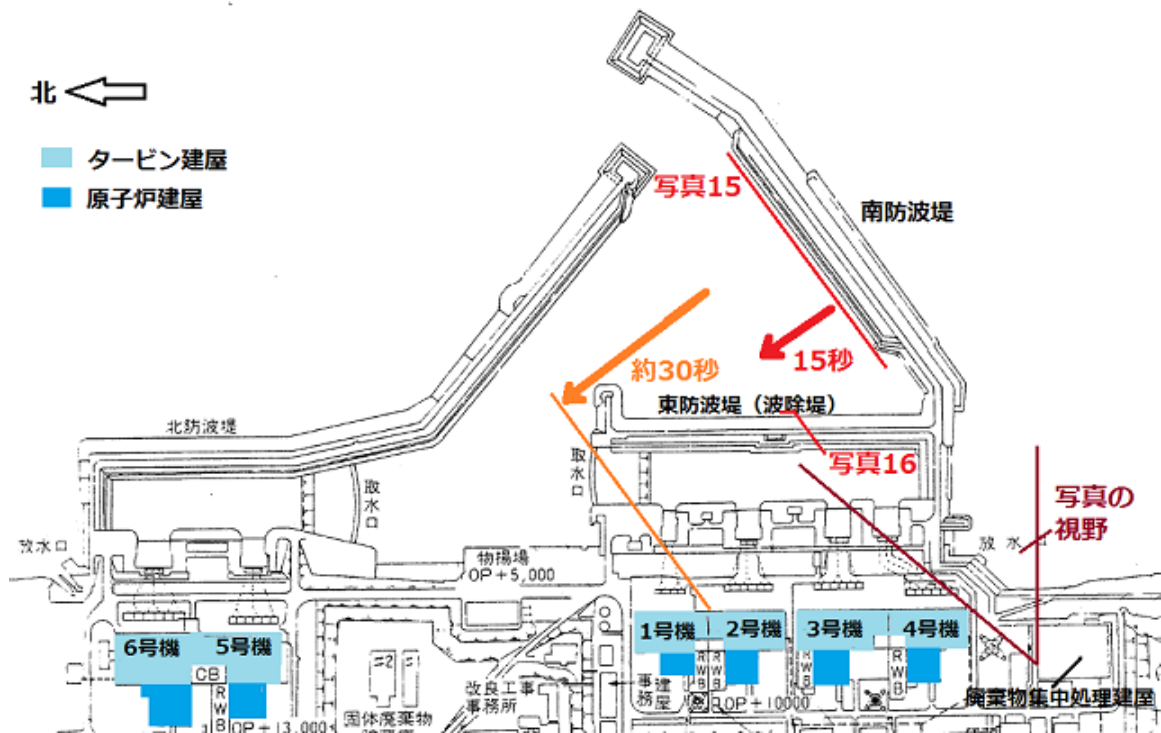 北
タービン建屋
原子炉建屋
写真15
南防波堤
15秒
約30秒
東防波堤（波除堤）
北防波堤
写真16
取水口
取水口
写真の
視野
放水口
放水口
物揚場
OP+5,000
6号機
5号機
1号機
2号機
3号機
4号機
CB
RWB
RWB
RWB
RWB
RWB
改良工事
事務所
事務
建屋
廃棄物集中処理建屋
固体廃棄物
OP+13,000
OP+10000